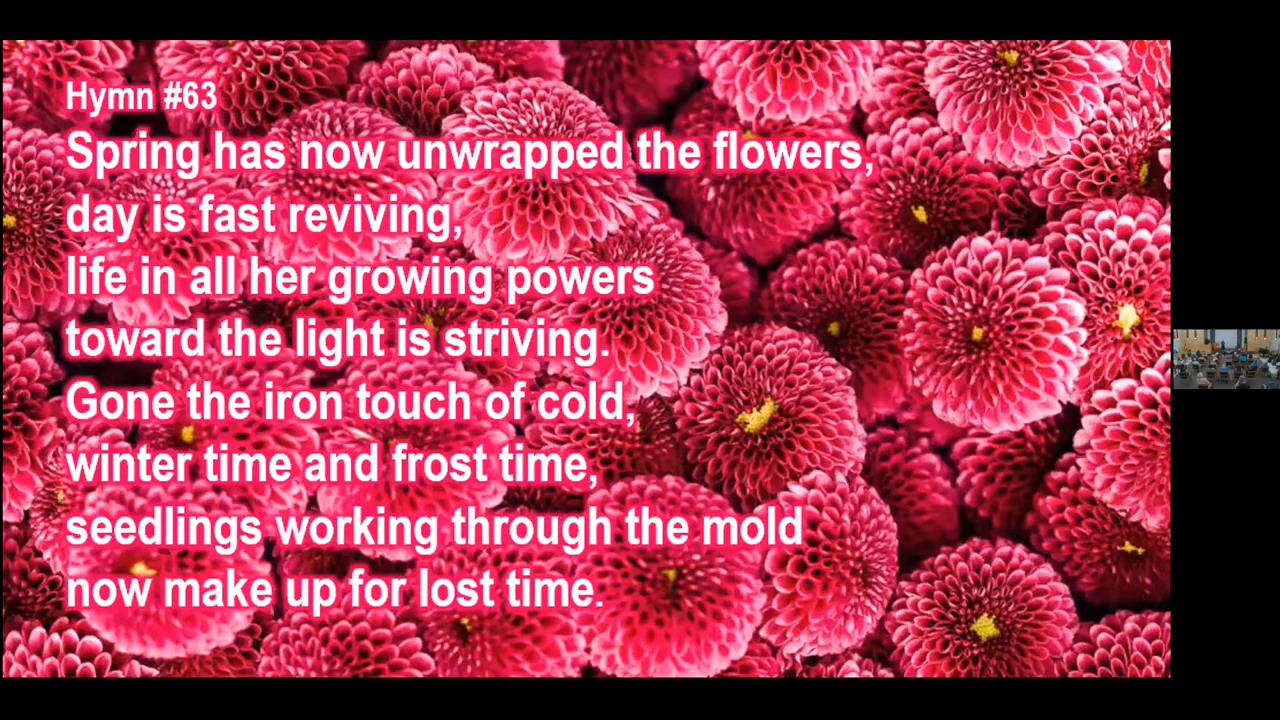 Hymn #63
Spring has now unwrapped the flowers,
day is fast reviving,
life in all her growing powers
toward the light is striving.
Gone the iron touch of cold,
winter time and frost time,
seedlings working through the mold
now make up for lost time.